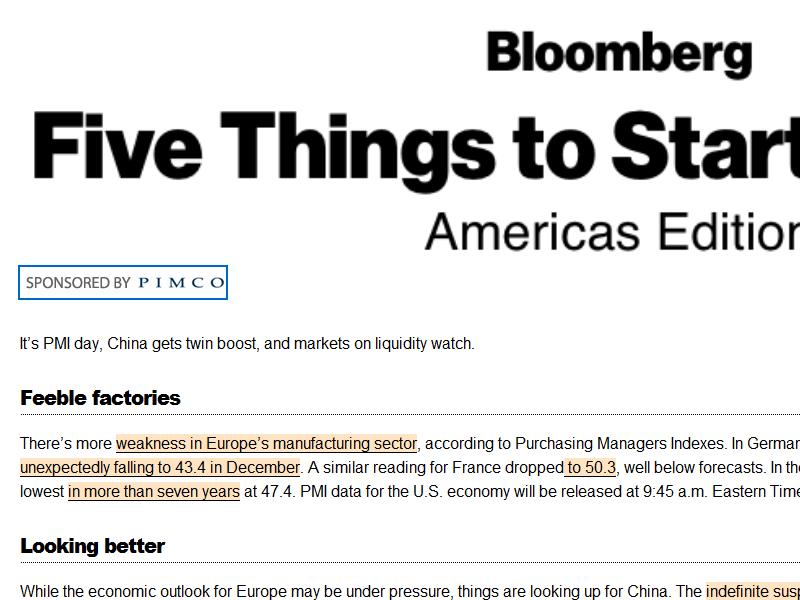 Bloomberg
Five Things to Start
Americas Edition
SPONSORED BY PIMCO
It's PMI day, China gets twin boost, and markets on liquidity watch.
Feeble factories
There's more weakness in Europe's manufacturing sector, according to Purchasing Managers Indexes. In German
unexpectedly falling to 43.4 in December. A similar reading for France dropped to 50.3, well below forecasts. In the
lowest in more than seven years at 47.4. PMI data for the U.S. economy will be released at 9:45 a.m. Eastern Time
Looking better
While the economic outlook for Europe may be under pressure, things are looking up for China. The indefinite susp